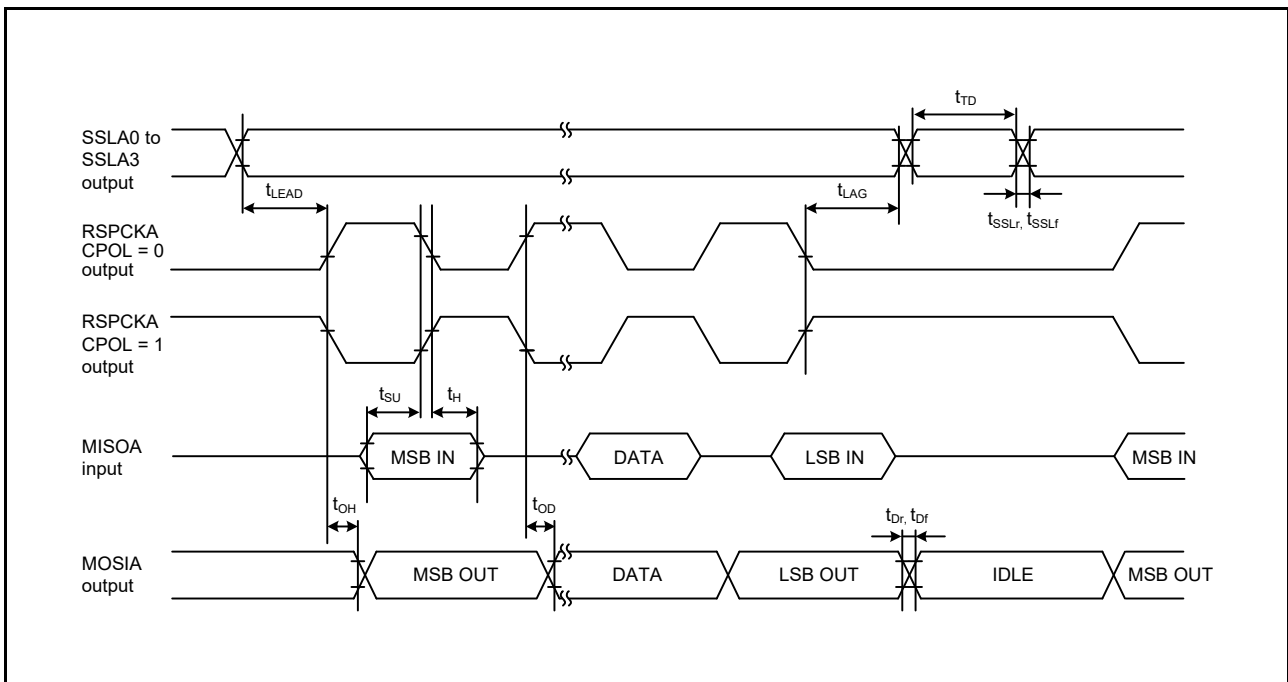 tTD
SSLA0 to
SSLA3
output
tLEAD
tLAG
tSSLr, tSSLf
RSPCKA
CPOL = 0
output
RSPCKA
CPOL = 1
output
tSU
tH
MISOA
input
MSB IN
DATA
LSB IN
MSB IN
tOH
tOD
tDr, tDf
MOSIA
output
MSB OUT
DATA
LSB OUT
IDLE
MSB OUT